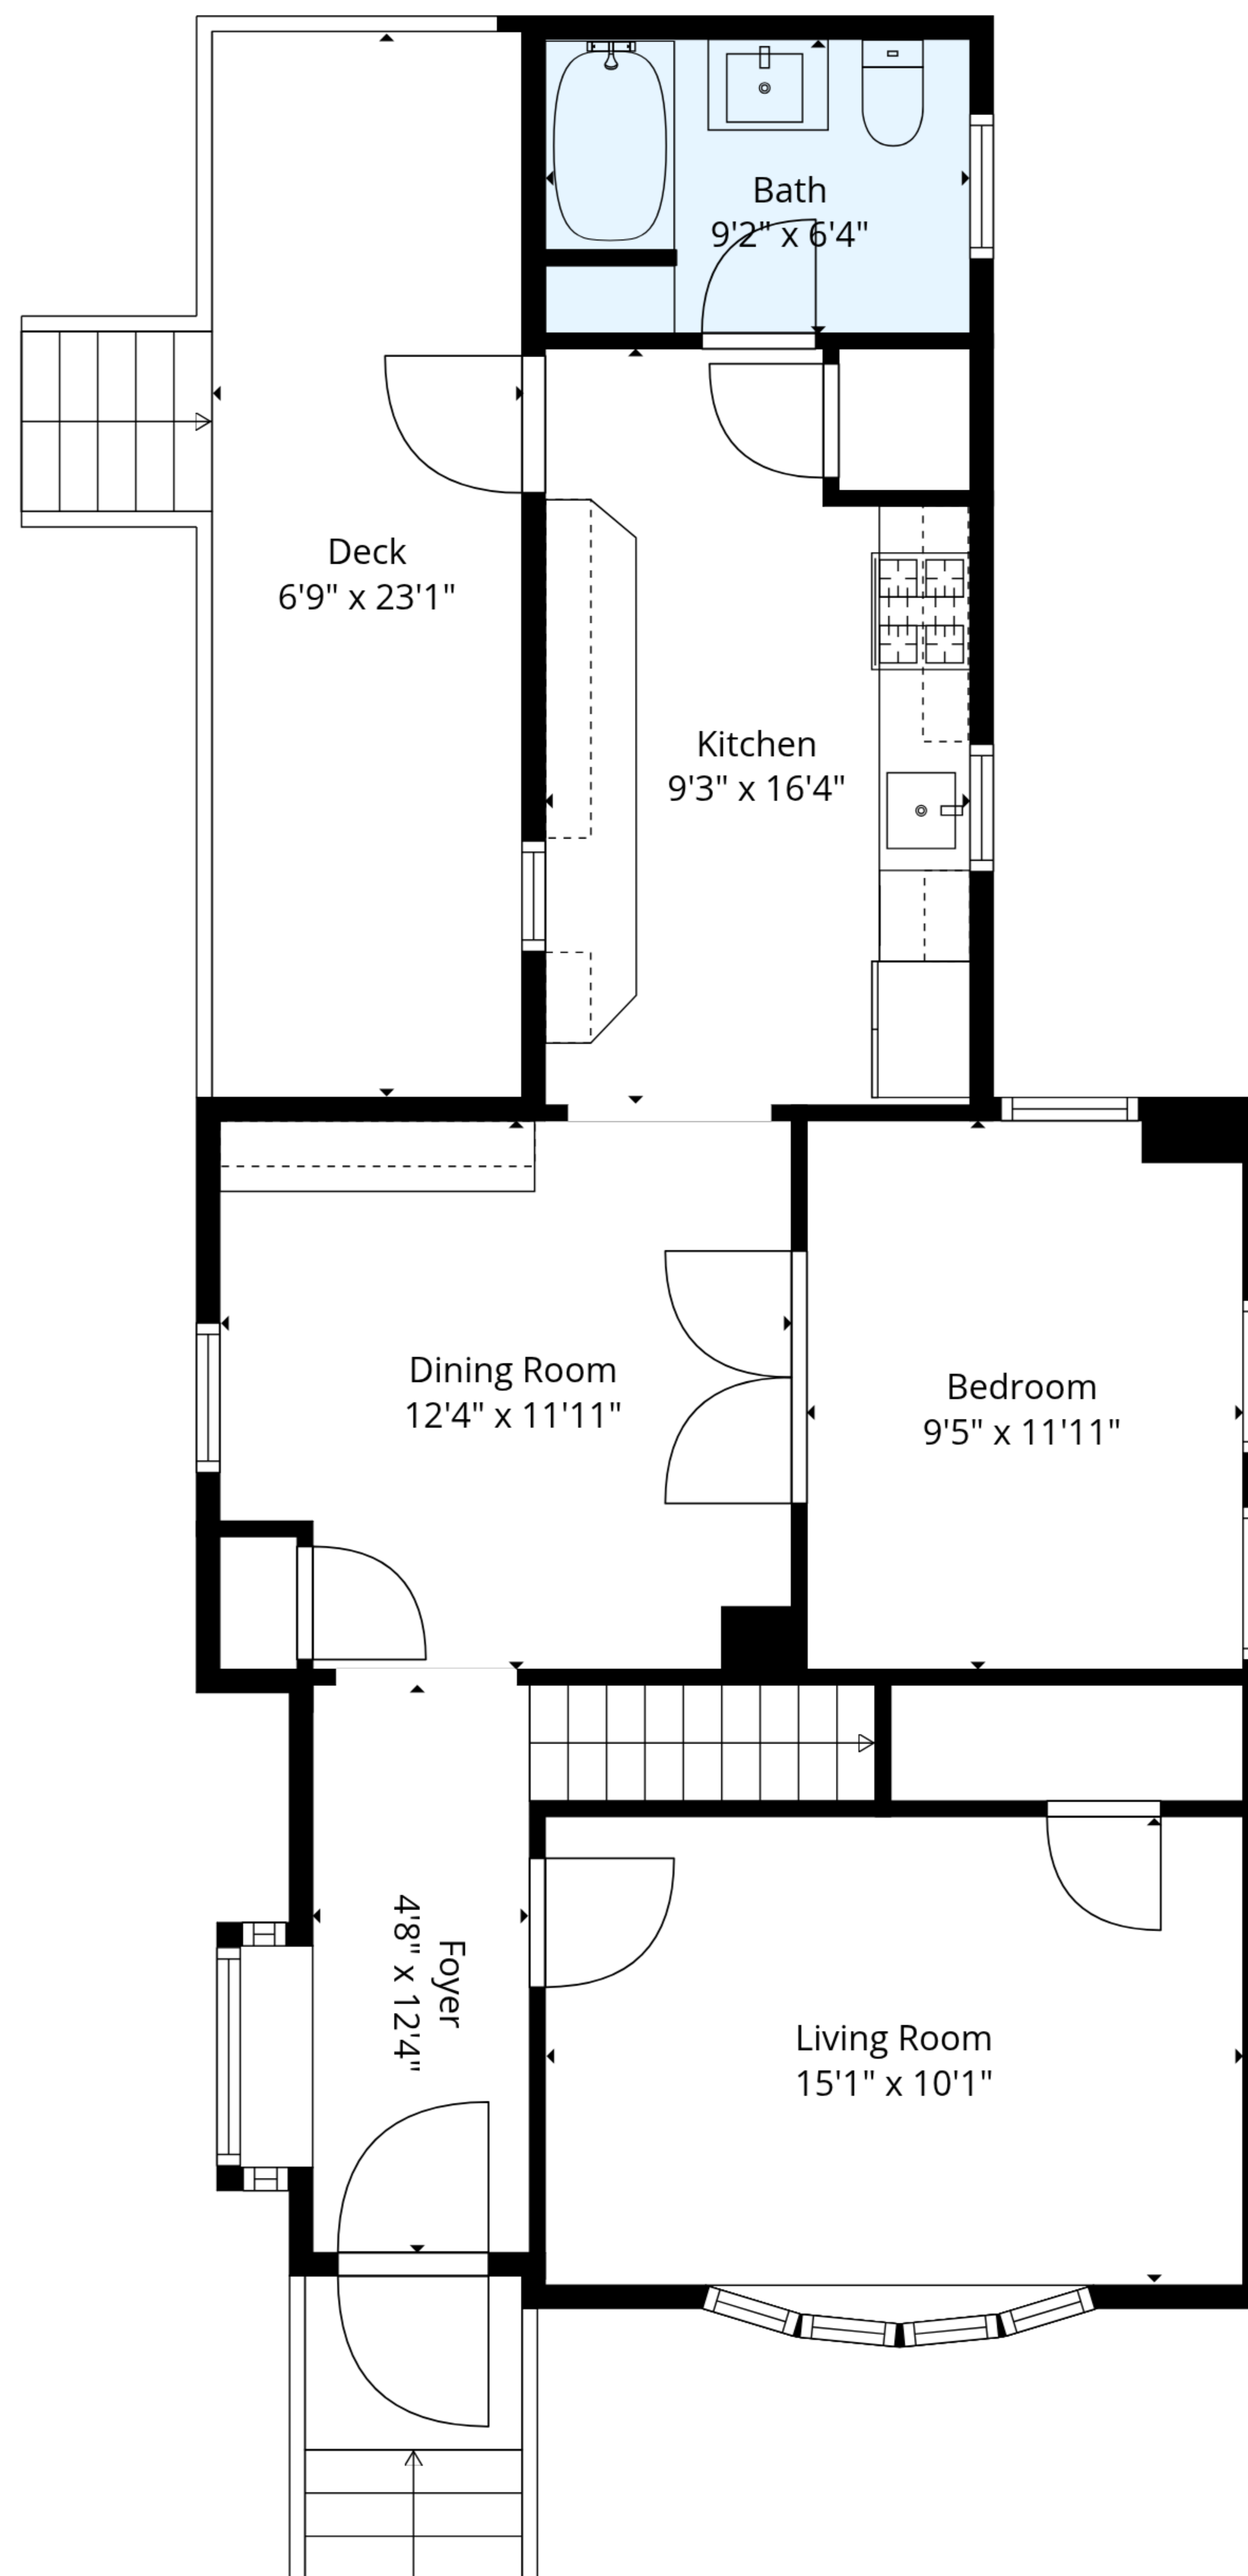 Bath
9'2" x 6'4"
Deck
6'9" x 23'1"
Kitchen
9'3" x 16'4"
Dining Room
12'4" x 11'11"
Bedroom
9'5" x 11'11"
Foyer
4'8" x 12'4"
Living Room
15'1" x 10'1"